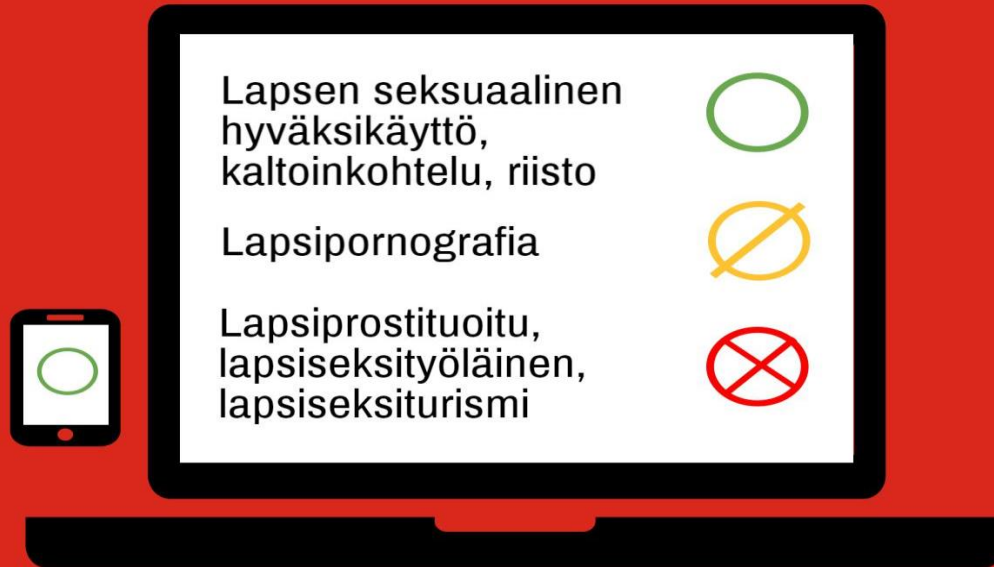 Lapsen seksuaalinen
hyväksikäyttö,
kaltoinkohtelu, riisto
Lapsipornografia
Lapsiprostituoitu,
lapsiseksityöläinen,
lapsiseksiturismi